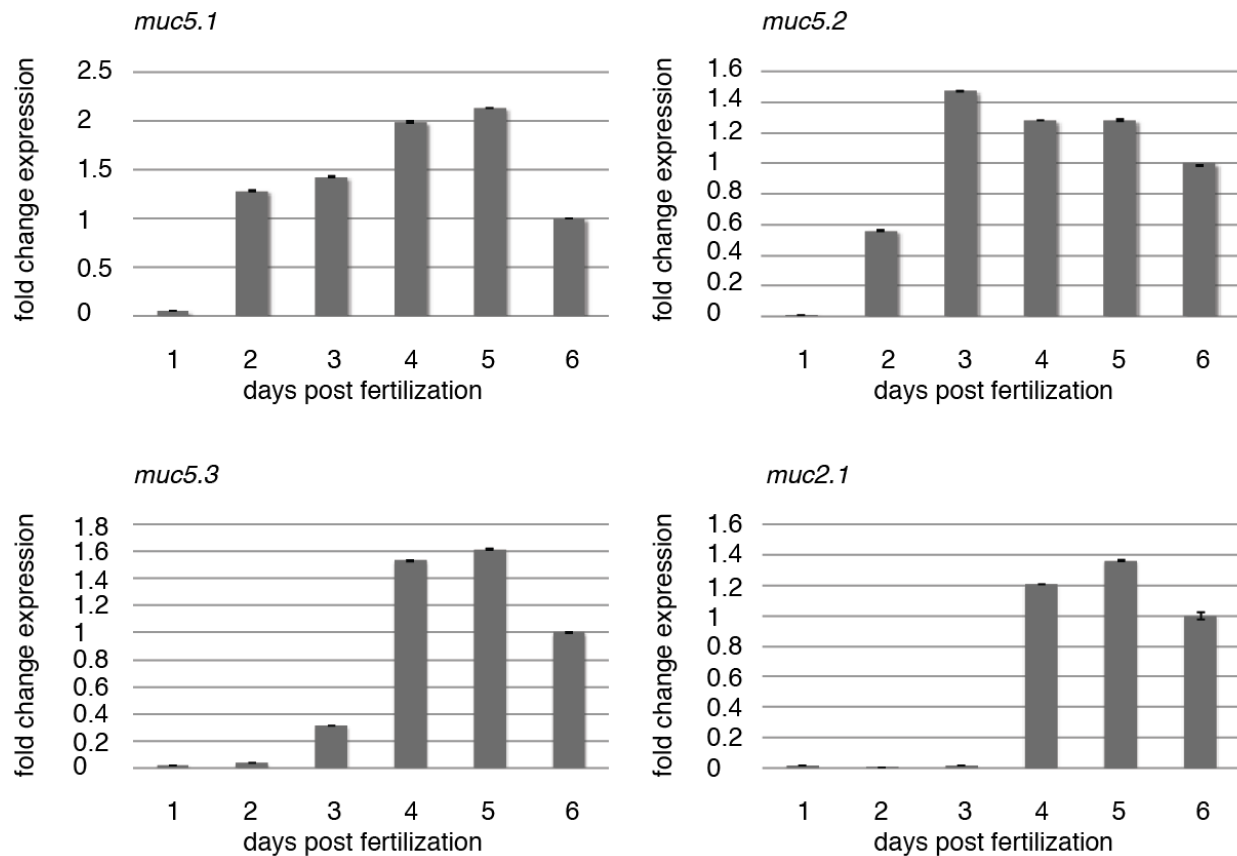 muc5.1
fold change expression
2.5
2
1.5
1
0.5
0
1 2 3 4 5 6
days post fertilization
muc5.2
fold change expression
1.6
1.4
1.2
1
0.8
0.6
0.4
0.2
0
1 2 3 4 5 6
days post fertilization
muc5.3
fold change expression
1.8
1.6
1.4
1.2
1
0.8
0.6
0.4
0.2
0
1 2 3 4 5 6
days post fertilization
muc2.1
fold change expression
1.6
1.4
1.2
1
0.8
0.6
0.4
0.2
0
1 2 3 4 5 6
days post fertilization